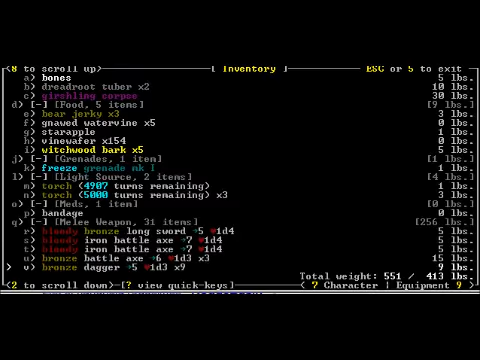 <8 to scroll up> [ Inventory ] ESC or 5 to exit
a) bones 5 lbs.
b) dreadroot tuber x2 10 lbs.
c) girshling corpse 30 lbs.
d) [-] [Food, 5 items] [9 lbs.]
e) bear jerky x3 3 lbs.
f) gnawed watervine x5 0 lbs.
g) starapple 1 lbs.
h) vinewafer x154 0 lbs.
i) witchwood bark x5 5 lbs.
j) [-] [Grenades, 1 item] [1 lbs.]
k) freeze grenade mk I 1 lbs.
l) [-] [Light Source, 2 items] [4 lbs.]
m) torch (4907 turns remaining) 1 lbs.
n) torch (5000 turns remaining) x3 3 lbs.
o) [-] [Meds, 1 item] [0 lbs.]
p) bandage 0 lbs.
q) [-] [Melee Weapon, 31 items] [256 lbs.]
r) bloody bronze long sword →5 ♥1d4 5 lbs.
s) bloody iron battle axe →7 ♥1d4 5 lbs.
t) bloody iron battle axe →7 ♥1d4 5 lbs.
u) bronze battle axe →6 ♥1d3 x3 15 lbs.
> v) bronze dagger →5 ♥1d3 x9 9 lbs.
Total weight: 551 / 413 lbs.
<2 to scroll down> [? view quick-keys] < 7 Character | Equipment 9 >